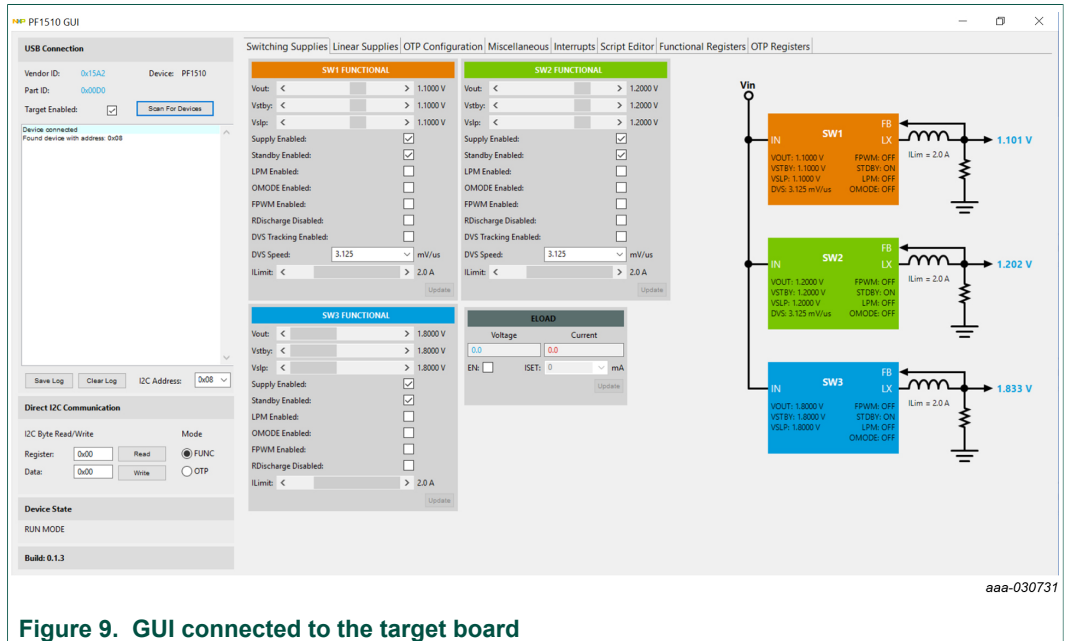 NXP PF1510 GUI
USB Connection
Vendor ID: 0x15A2 Device: PF1510
Part ID: 0x00D0
Target Enabled: Scan For Devices
Device connected
Found device with address: 0x08
Save Log Clear Log I2C Address: 0x08
Direct I2C Communication
I2C Byte Read/Write Mode
Register: 0x00 Read FUNC
Data: 0x00 Write OTP
Device State
RUN MODE
Build: 0.1.3
Switching Supplies Linear Supplies OTP Configuration Miscellaneous Interrupts Script Editor Functional Registers OTP Registers
SW1 FUNCTIONAL
Vout: < > 1.1000 V
Vstby: < > 1.1000 V
Vslp: < > 1.1000 V
Supply Enabled:
Standby Enabled:
LPM Enabled:
OMODE Enabled:
FPWM Enabled:
RDischarge Disabled:
DVS Tracking Enabled:
DVS Speed: 3.125 mV/us
ILimit: < > 2.0 A
Update
SW2 FUNCTIONAL
Vout: < > 1.2000 V
Vstby: < > 1.2000 V
Vslp: < > 1.2000 V
Supply Enabled:
Standby Enabled:
LPM Enabled:
OMODE Enabled:
FPWM Enabled:
RDischarge Disabled:
DVS Tracking Enabled:
DVS Speed: 3.125 mV/us
ILimit: < > 2.0 A
Update
SW3 FUNCTIONAL
Vout: < > 1.8000 V
Vstby: < > 1.8000 V
Vslp: < > 1.8000 V
Supply Enabled:
Standby Enabled:
LPM Enabled:
OMODE Enabled:
FPWM Enabled:
RDischarge Disabled:
ILimit: < > 2.0 A
Update
ELOAD
Voltage Current
0.0 0.0
EN: ISET: 0 mA
Update
Vin
FB
SW1
IN LX 1.101 V
VOUT: 1.1000 V FPWM: OFF ILim = 2.0 A
VSTBY: 1.1000 V STDBY: ON
VSLP: 1.1000 V LPM: OFF
DVS: 3.125 mV/us OMODE: OFF
FB
SW2
IN LX 1.202 V
VOUT: 1.2000 V FPWM: OFF ILim = 2.0 A
VSTBY: 1.2000 V STDBY: ON
VSLP: 1.2000 V LPM: OFF
DVS: 3.125 mV/us OMODE: OFF
FB
SW3
IN LX 1.833 V
VOUT: 1.8000 V FPWM: OFF ILim = 2.0 A
VSTBY: 1.8000 V STDBY: ON
VSLP: 1.8000 V LPM: OFF
OMODE: OFF
aaa-030731
Figure 9. GUI connected to the target board